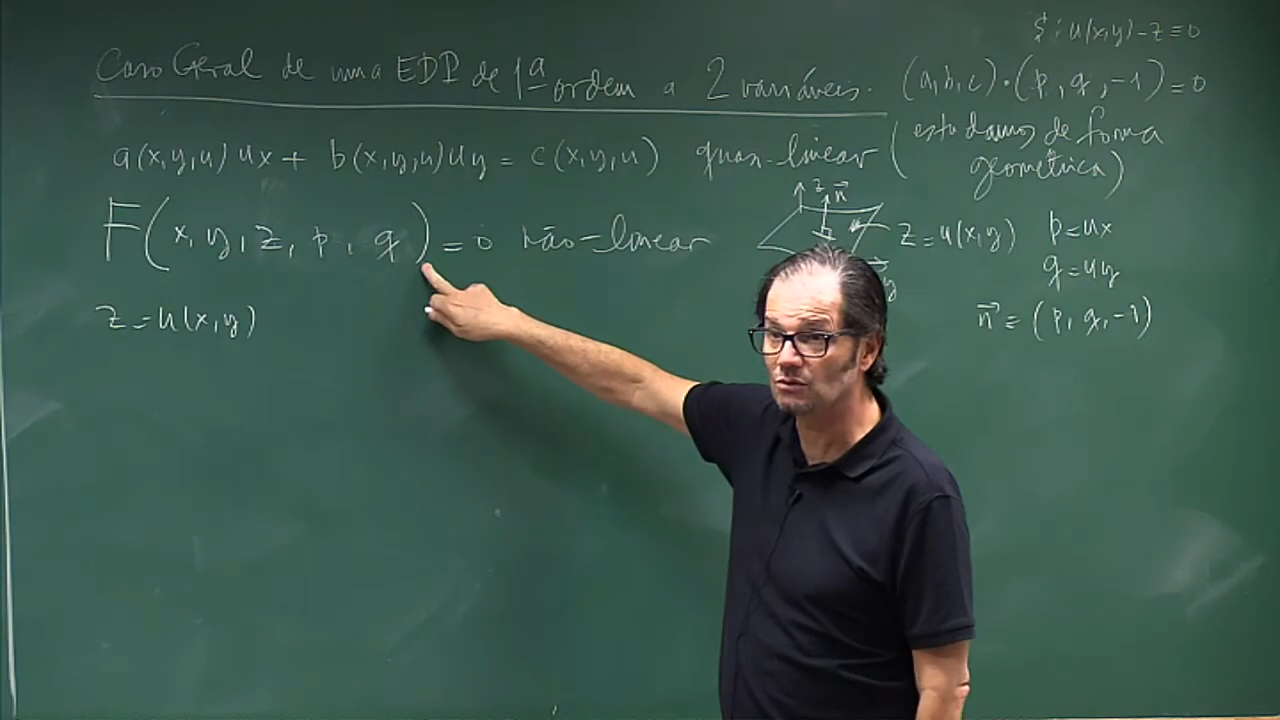 Caso Geral de uma EDP de 1ª ordem a 2 variáveis.
a(x,y,u) ux + b(x,y,u) uy = c(x,y,u) quasi-linear (estudamos de forma geométrica)
F(x, y, z, p, q) = 0 não-linear
z = u(x,y)
S: u(x,y) - z = 0
(a,b,c) · (p, q, -1) = 0
z n⃗
z = u(x,y) p = ux
q = uy
y
n⃗ = (p, q, -1)